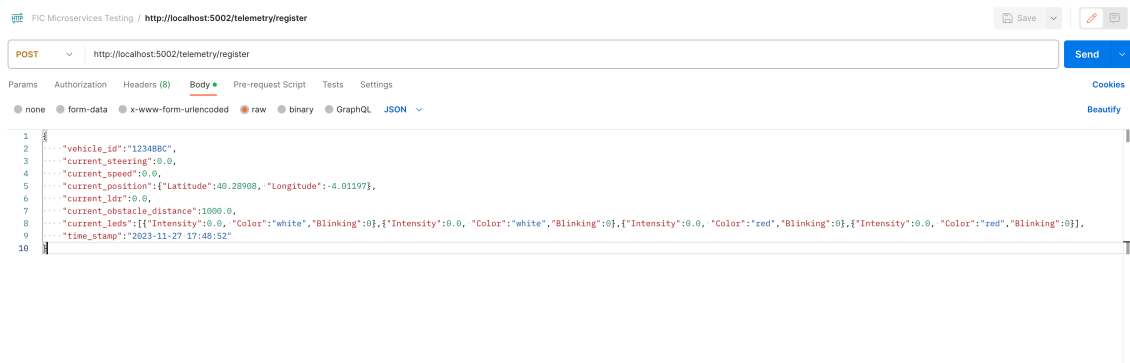 HTTP FIC Microservices Testing / http://localhost:5002/telemetry/register Save
POST http://localhost:5002/telemetry/register Send
Params Authorization Headers (8) Body Pre-request Script Tests Settings Cookies
none form-data x-www-form-urlencoded raw binary GraphQL JSON Beautify
1 {
2 "vehicle_id":"1234BBC",
3 "current_steering":0.0,
4 "current_speed":0.0,
5 "current_position":{"Latitude":40.28908, "Longitude":-4.01197},
6 "current_ldr":0.0,
7 "current_obstacle_distance":1000.0,
8 "current_leds":[{"Intensity":0.0, "Color":"white","Blinking":0},{"Intensity":0.0, "Color":"white","Blinking":0},{"Intensity":0.0, "Color":"red","Blinking":0},{"Intensity":0.0, "Color":"red","Blinking":0}],
9 "time_stamp":"2023-11-27 17:48:52"
10 }